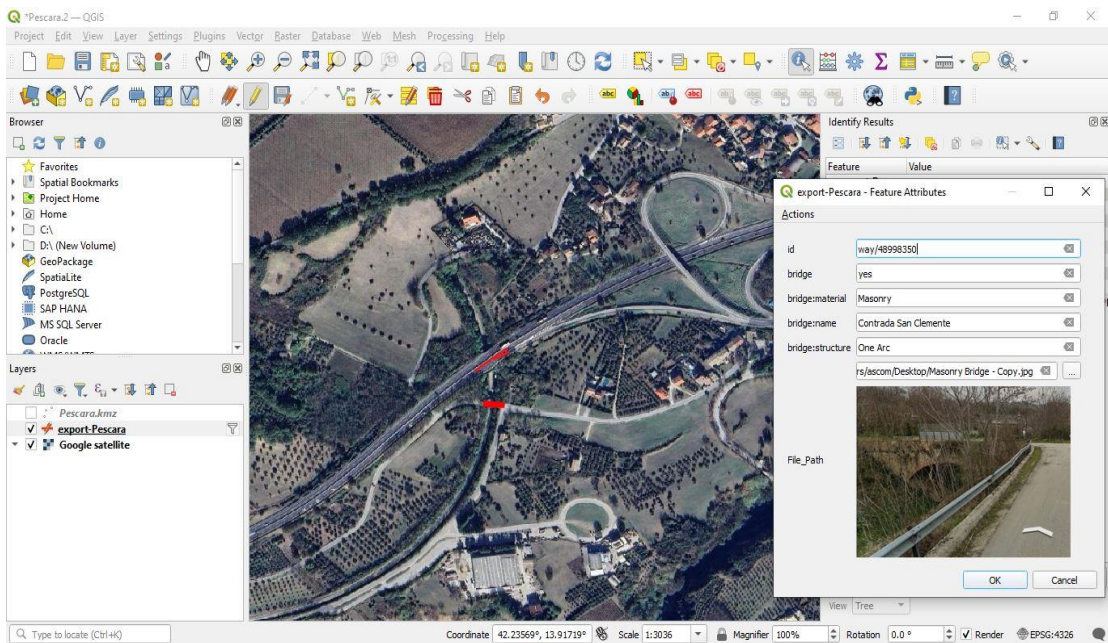 *Pescara.2 — QGIS
Project Edit View Layer Settings Plugins Vector Raster Database Web Mesh Processing Help
Browser
Favorites
Spatial Bookmarks
Project Home
Home
C:\
D:\ (New Volume)
GeoPackage
SpatiaLite
PostgreSQL
SAP HANA
MS SQL Server
Oracle
Layers
Pescara.kmz
export-Pescara
Google satellite
Identify Results
Feature Value
export-Pescara - Feature Attributes
Actions
id way/48998350
bridge yes
bridge:material Masonry
bridge:name Contrada San Clemente
bridge:structure One Arc
rs/ascom/Desktop/Masonry Bridge - Copy.jpg ...
File_Path
OK Cancel
View Tree
Type to locate (Ctrl+K) Coordinate 42.23569°, 13.91719° Scale 1:3036 Magnifier 100% Rotation 0.0 ° Render EPSG:4326